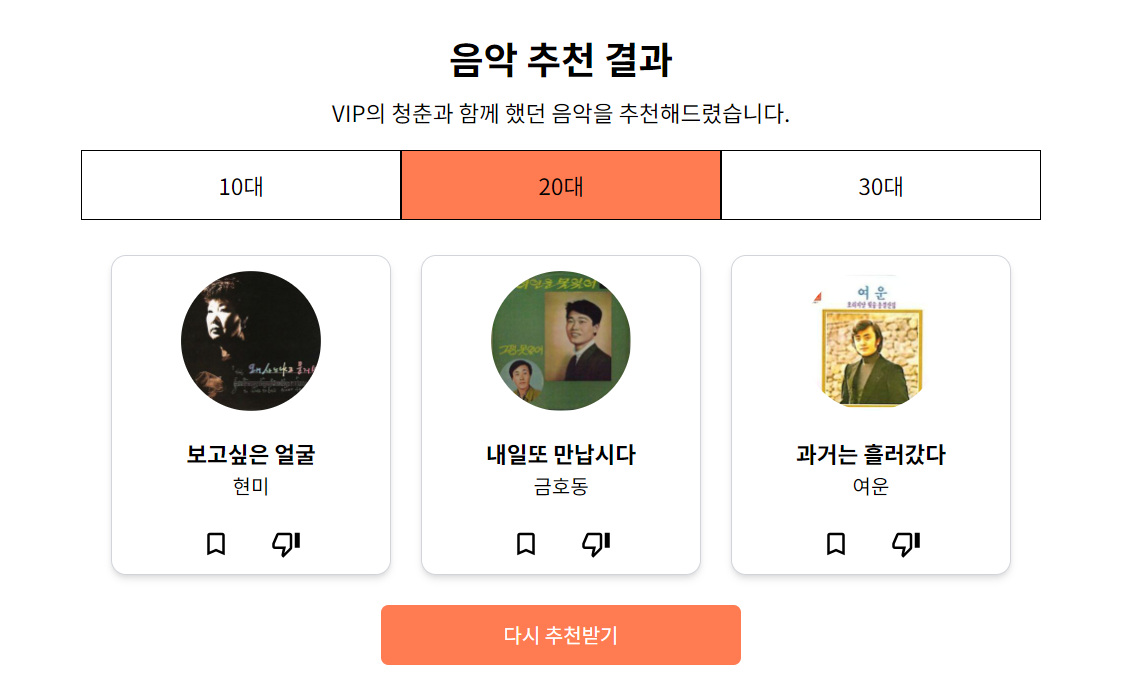 음악 추천 결과
VIP의 청춘과 함께 했던 음악을 추천해드렸습니다.
10대
20대
30대
여운
보고싶은 얼굴
현미
내일또 만납시다
금호동
과거는 흘러갔다
여운
다시 추천받기